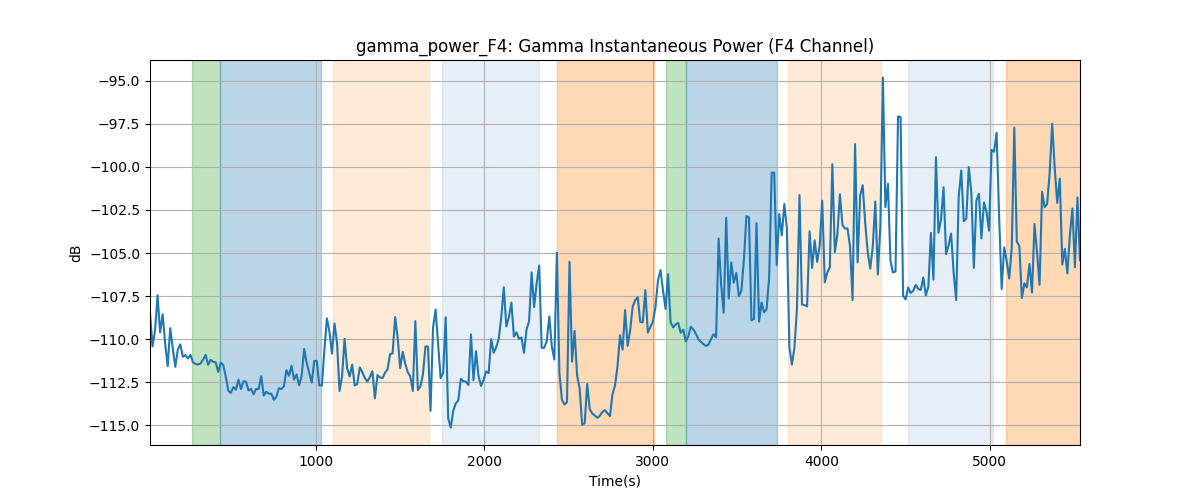 gamma_power_F4: Gamma Instantaneous Power (F4 Channel)
−95.0
−97.5
−100.0
−102.5
−105.0
−107.5
−110.0
−112.5
−115.0
dB
1000 2000 3000 4000 5000
Time(s)